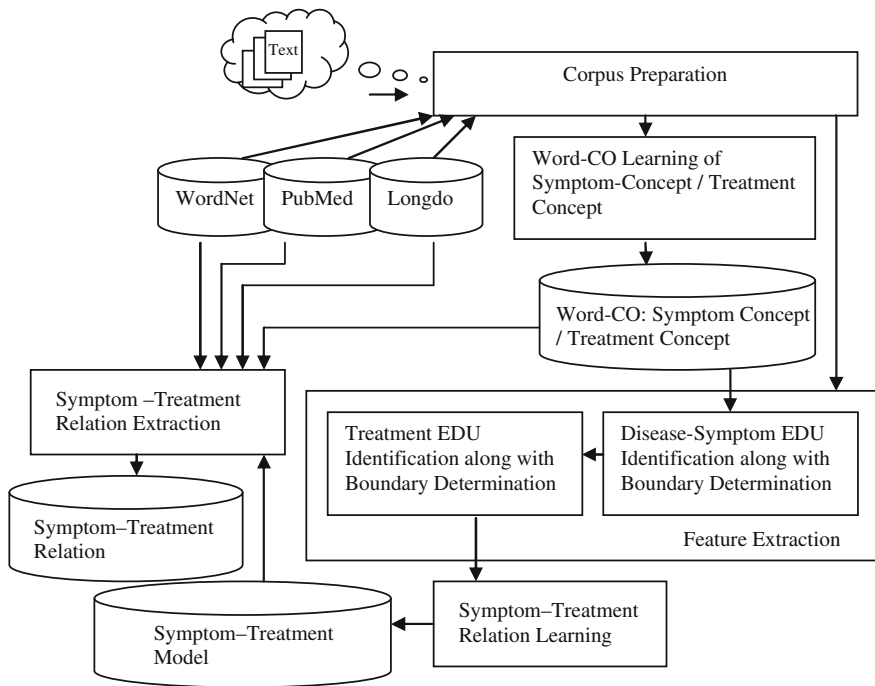 Text
Corpus Preparation
Word-CO Learning of
Symptom-Concept / Treatment
Concept
WordNet
PubMed
Longdo
Word-CO: Symptom Concept
/ Treatment Concept
Symptom –Treatment
Relation Extraction
Treatment EDU
Identification along with
Boundary Determination
Disease-Symptom EDU
Identification along with
Boundary Determination
Feature Extraction
Symptom–Treatment
Relation
Symptom–Treatment
Model
Symptom–Treatment
Relation Learning